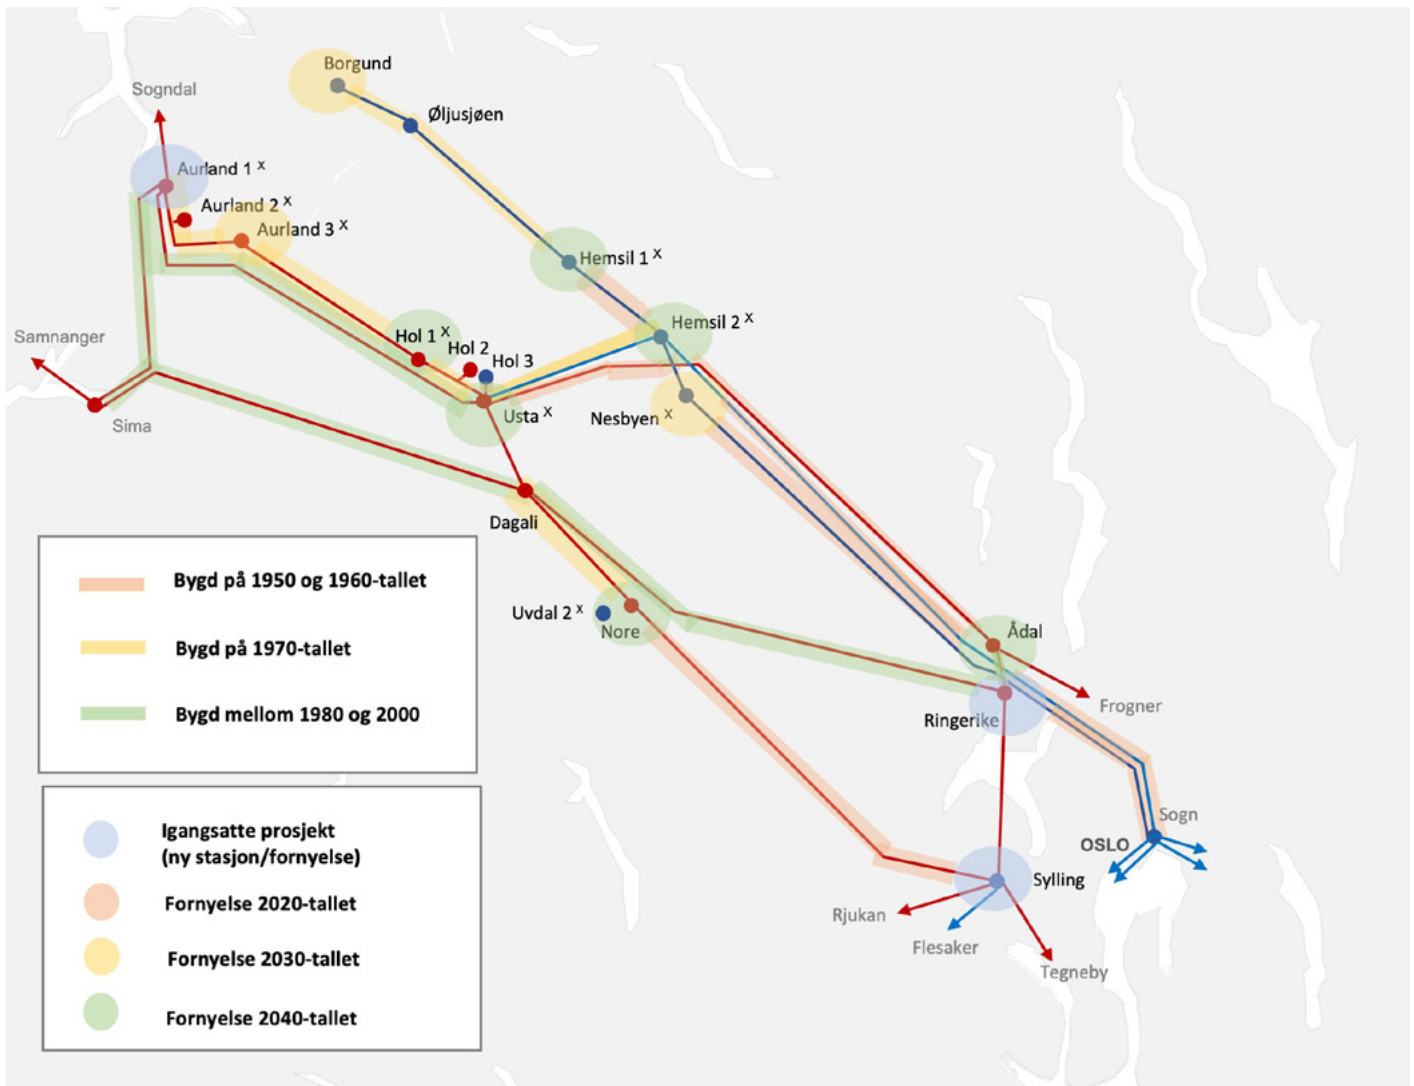 Borgund
Sogndal
Øljusjøen
Aurland 1 x
Aurland 2 x
Aurland 3 x
Hemsil 1 x
Hemsil 2 x
Samnanger
Hol 1 x
Hol 2
Hol 3
Sima
Usta x
Nesbyen x
Dagali
Uvdal 2 x
Nore
Ådal
Frogner
Ringerike
Sogn
OSLO
Sylling
Rjukan
Flesaker
Tegneby
Bygd på 1950 og 1960-tallet
Bygd på 1970-tallet
Bygd mellom 1980 og 2000
Igangsatte prosjekt
(ny stasjon/fornyelse)
Fornyelse 2020-tallet
Fornyelse 2030-tallet
Fornyelse 2040-tallet